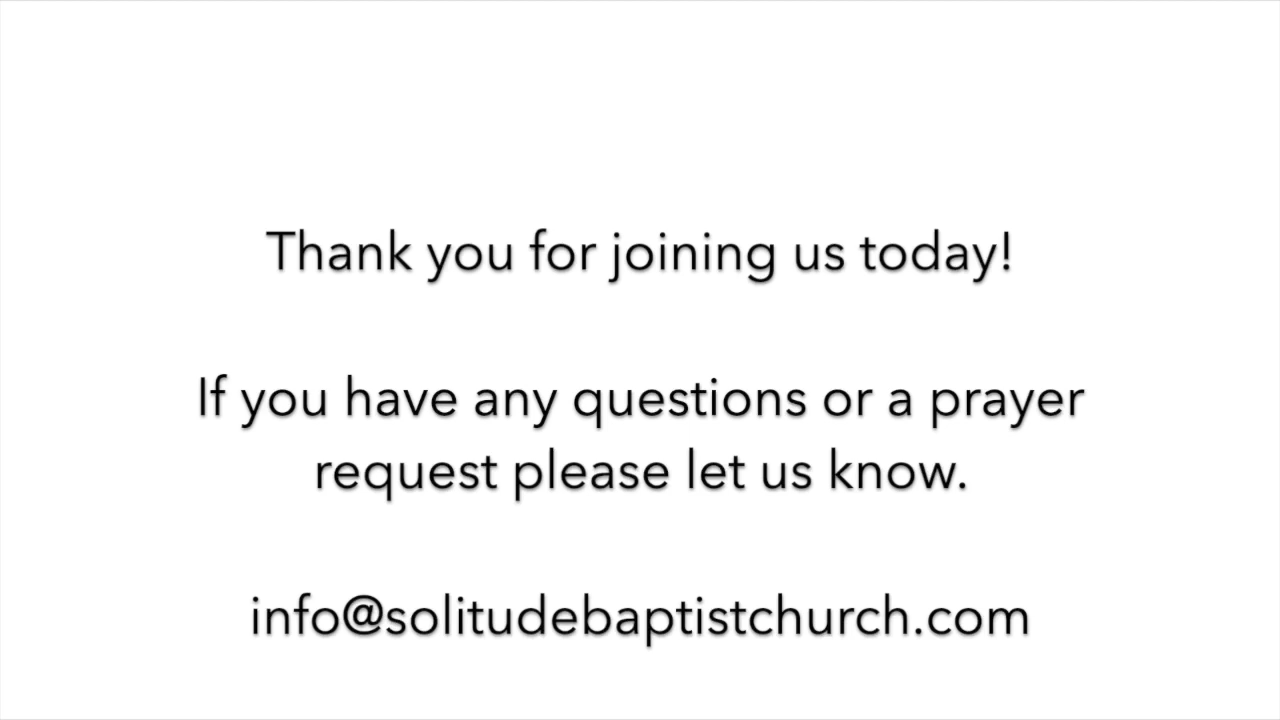 Thank you for joining us today!
If you have any questions or a prayer
request please let us know.
info@solitudebaptistchurch.com